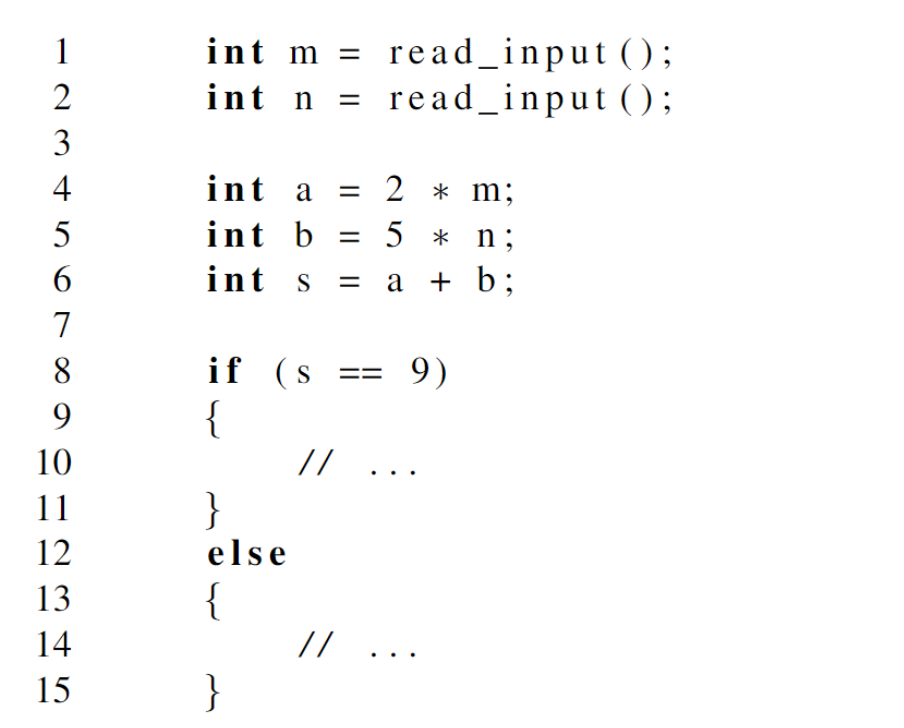 1 int m = read_input();
2 int n = read_input();
3
4 int a = 2 * m;
5 int b = 5 * n;
6 int s = a + b;
7
8 if (s == 9)
9 {
10 // ...
11 }
12 else
13 {
14 // ...
15 }